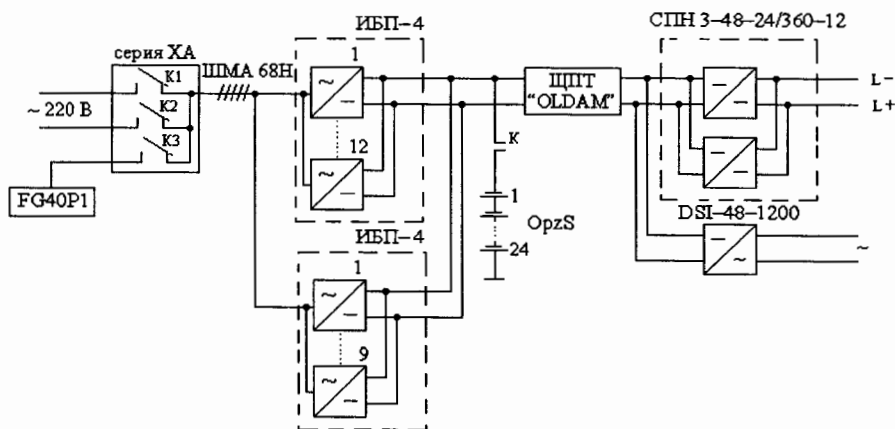 ИБП-4
СПН 3-48-24/360-12
серия ХА
К1
ШМА 68Н
1
~
—
ЩПТ
"OLDAM"
—
—
L-
~ 220 В
К2
L+
К3
12
~
—
К
—
—
FG40P1
1
OpzS
24
DSI-48-1200
ИБП-4
1
~
—
—
~
~
9
~
—